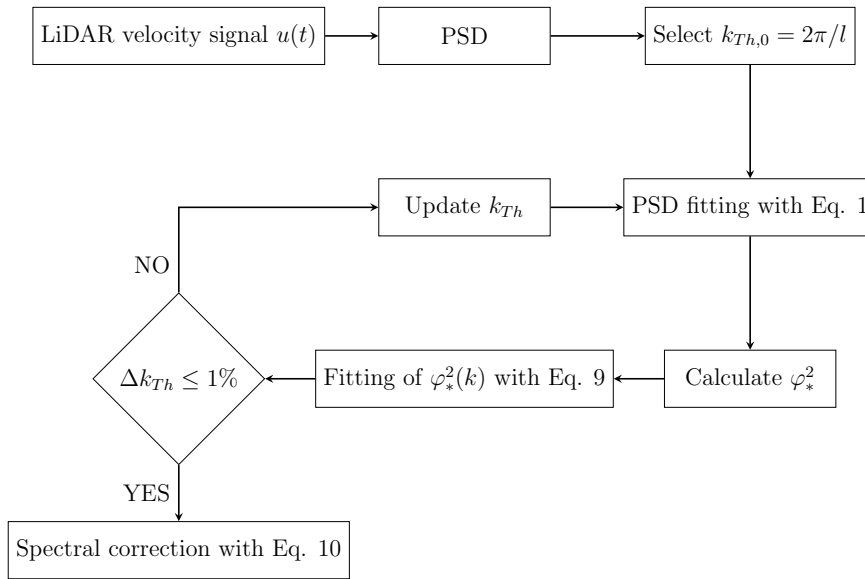 LiDAR velocity signal u(t)
PSD
Select k_{Th,0} = 2π/l
Update k_{Th}
PSD fitting with Eq. 1
NO
Δk_{Th} ≤ 1%
Fitting of φ_*^2(k) with Eq. 9
Calculate φ_*^2
YES
Spectral correction with Eq. 10